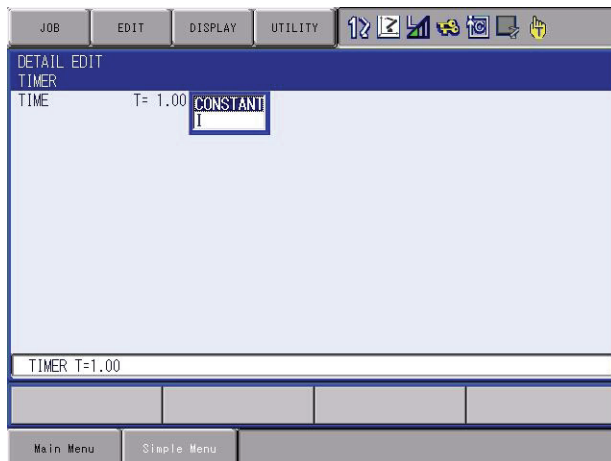 JOB EDIT DISPLAY UTILITY
DETAIL EDIT
TIMER
TIME T= 1.00 CONSTANT
I
TIMER T=1.00
Main Menu Simple Menu